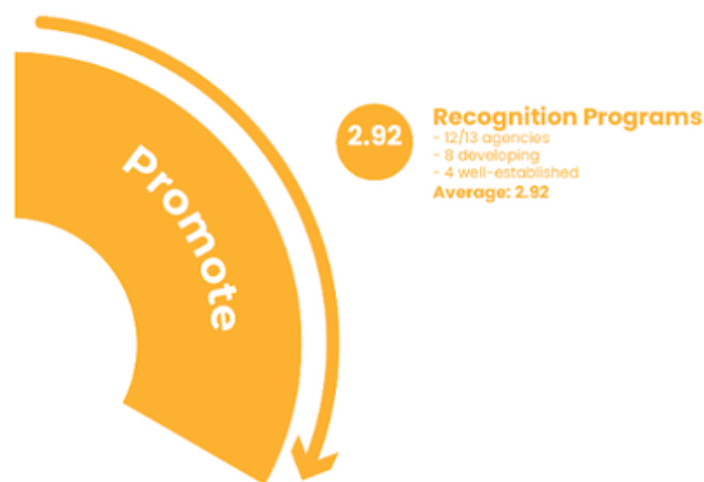 Promote
2.92
Recognition Programs
- 12/13 agencies
- 8 developing
- 4 well-established
Average: 2.92